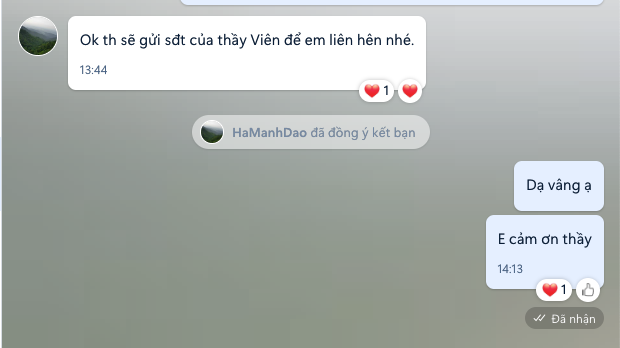 Ok th sẽ gửi sđt của thầy Viên để em liên hên nhé.
13:44
1
HaManhDao đã đồng ý kết bạn
Dạ vâng ạ
E cảm ơn thầy
14:13
1
Đã nhận